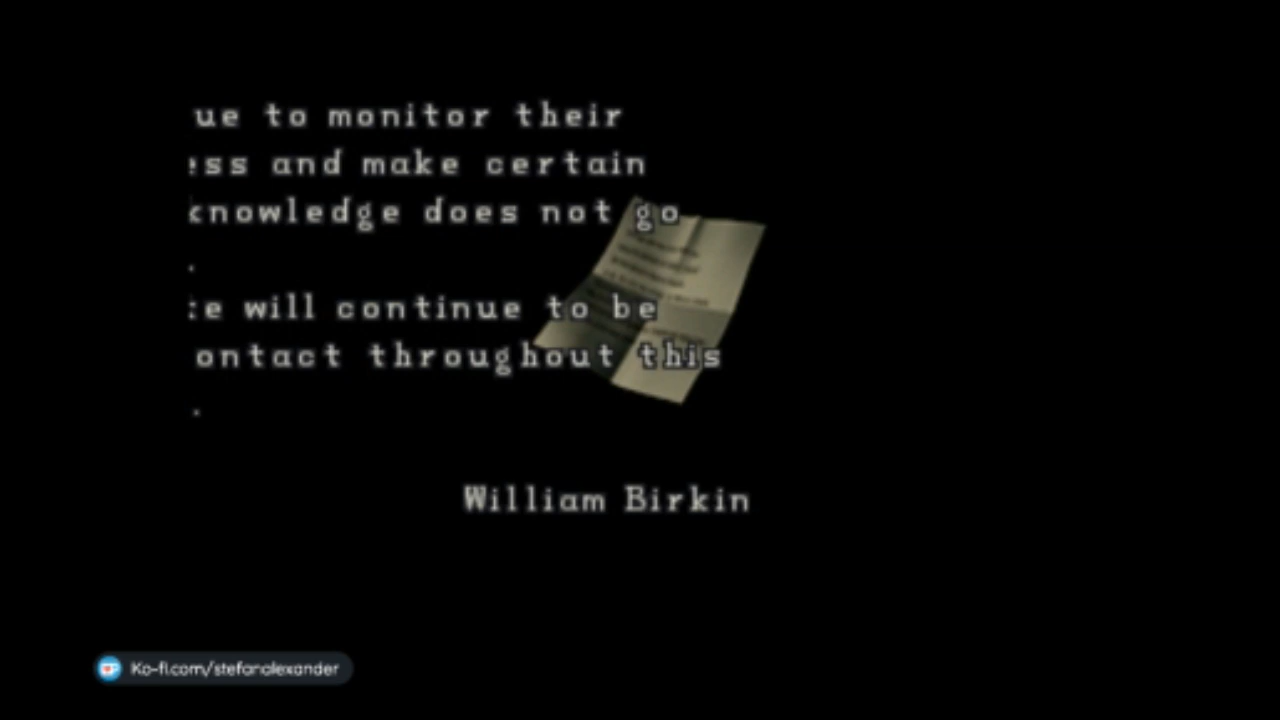 ue to monitor their
ss and make certain
knowledge does not go
.
e will continue to be
ontact throughout this
.
William Birkin
Ko-fi.com/stefanalexander